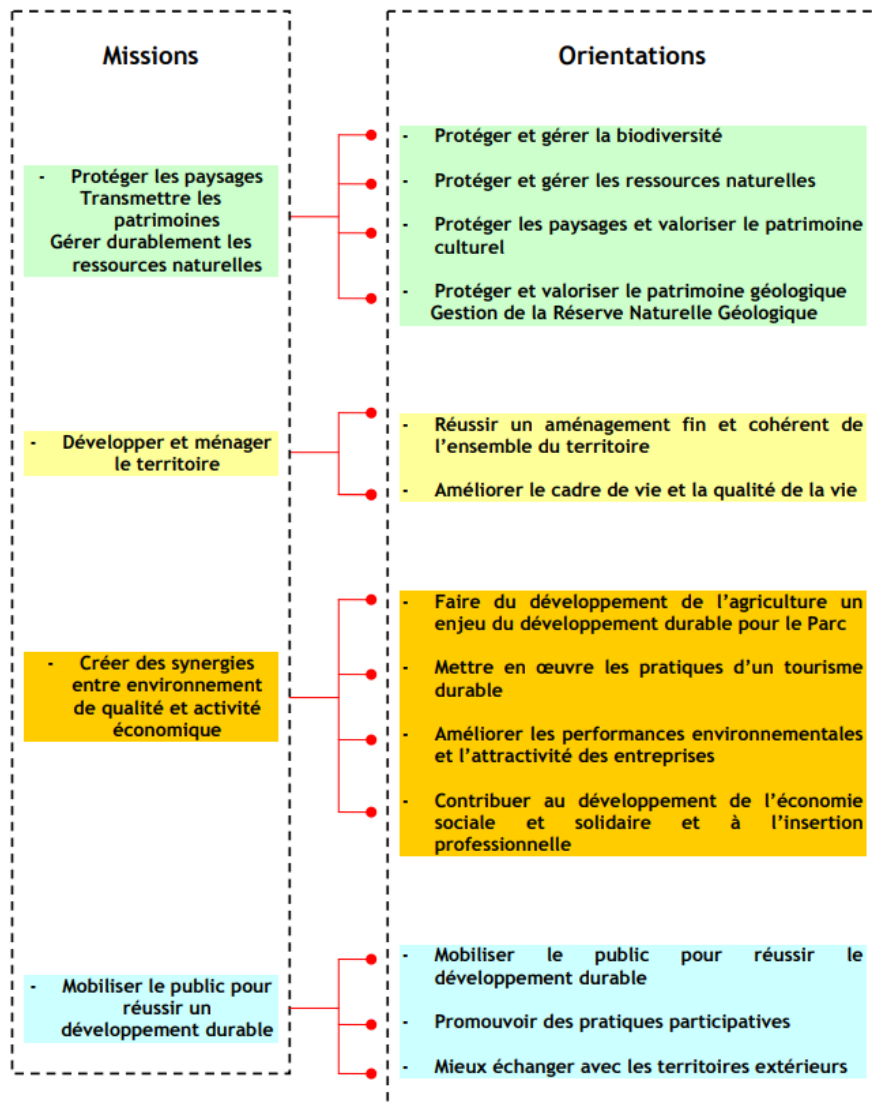 Missions
- Protéger les paysages
Transmettre les
patrimoines
Gérer durablement les
ressources naturelles
- Développer et ménager
le territoire
- Créer des synergies
entre environnement
de qualité et activité
économique
- Mobiliser le public pour
réussir un
développement durable
Orientations
- Protéger et gérer la biodiversité
- Protéger et gérer les ressources naturelles
- Protéger les paysages et valoriser le patrimoine
culturel
- Protéger et valoriser le patrimoine géologique
Gestion de la Réserve Naturelle Géologique
- Réussir un aménagement fin et cohérent de
l'ensemble du territoire
- Améliorer le cadre de vie et la qualité de la vie
- Faire du développement de l'agriculture un
enjeu du développement durable pour le Parc
- Mettre en œuvre les pratiques d'un tourisme
durable
- Améliorer les performances environnementales
et l'attractivité des entreprises
- Contribuer au développement de l'économie
sociale et solidaire et à l'insertion
professionnelle
- Mobiliser le public pour réussir le
développement durable
- Promouvoir des pratiques participatives
- Mieux échanger avec les territoires extérieurs